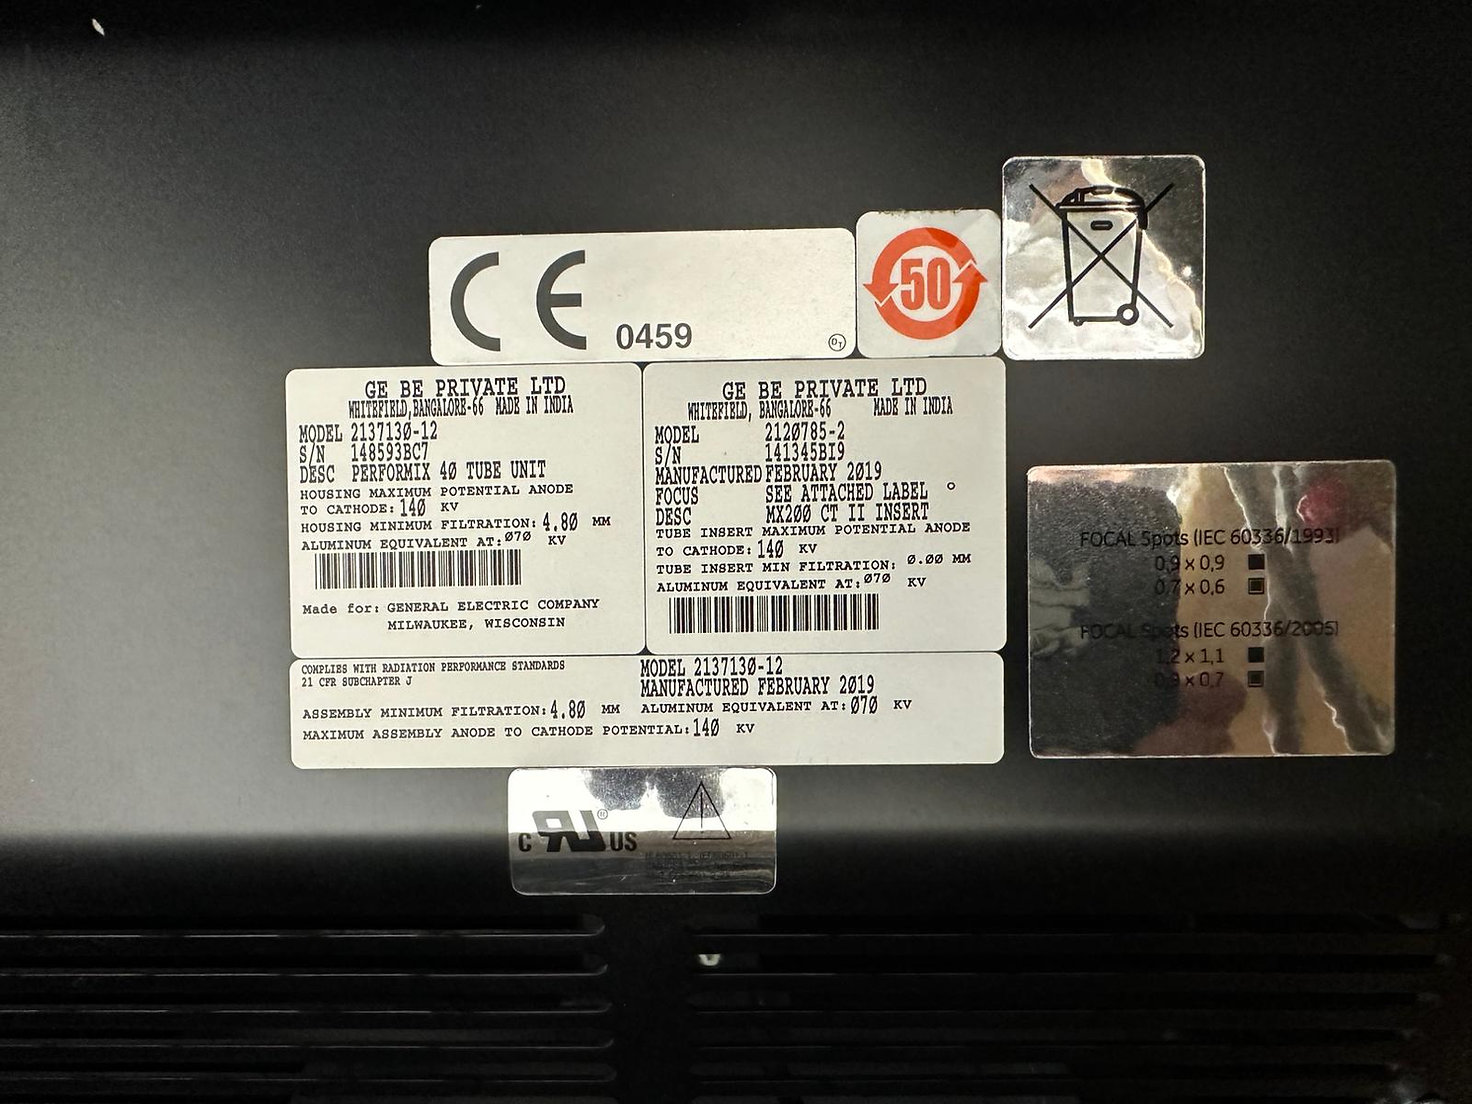 CE 0459
50
GE BE PRIVATE LTD
WHITEFIELD, BANGALORE-66 MADE IN INDIA
MODEL 2137130-12
S/N 148593BC7
DESC PERFORMIX 40 TUBE UNIT
HOUSING MAXIMUM POTENTIAL ANODE
TO CATHODE: 140 KV
HOUSING MINIMUM FILTRATION: 4.80 MM
ALUMINUM EQUIVALENT AT: 070 KV
Made for: GENERAL ELECTRIC COMPANY
MILWAUKEE, WISCONSIN
GE BE PRIVATE LTD
WHITEFIELD, BANGALORE-66 MADE IN INDIA
MODEL 2120785-2
S/N 141345BI9
MANUFACTURED FEBRUARY 2019
FOCUS SEE ATTACHED LABEL
DESC MX200 CT II INSERT
TUBE INSERT MAXIMUM POTENTIAL ANODE
TO CATHODE: 140 KV
TUBE INSERT MIN FILTRATION: 0.00 MM
ALUMINUM EQUIVALENT AT: 070 KV
COMPLIES WITH RADIATION PERFORMANCE STANDARDS
21 CFR SUBCHAPTER J
MODEL 2137130-12
MANUFACTURED FEBRUARY 2019
ASSEMBLY MINIMUM FILTRATION: 4.80 MM ALUMINUM EQUIVALENT AT: 070 KV
MAXIMUM ASSEMBLY ANODE TO CATHODE POTENTIAL: 140 KV
FOCAL Spots (IEC 60336/1993)
0,9 x 0,9
0,7 x 0,6
FOCAL Spots (IEC 60336/2005)
1,2 x 1,1
0,9 x 0,7
C RU® US